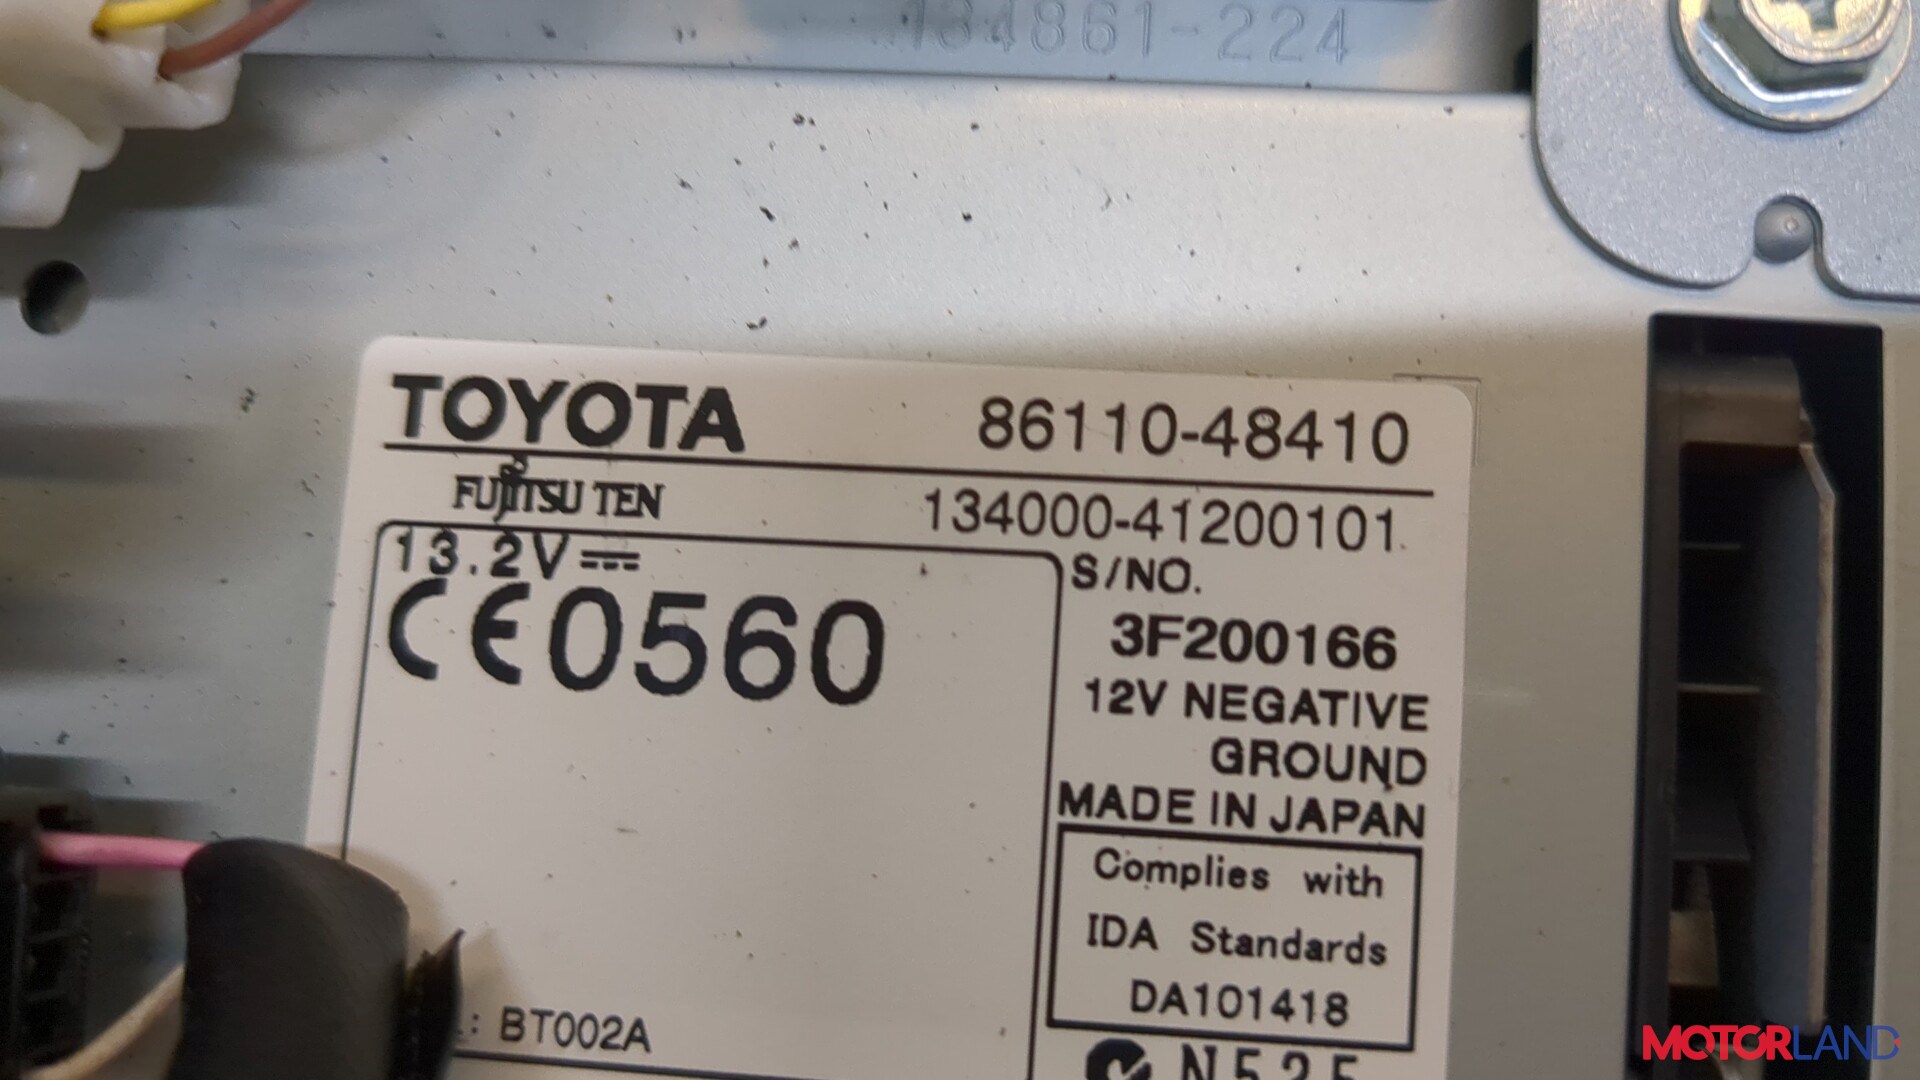 134861-224
TOYOTA 86110-48410
FUJITSU TEN 134000-41200101
13.2V
CE0560
S/NO.
3F200166
12V NEGATIVE
GROUND
MADE IN JAPAN
Complies with
IDA Standards
DA101418
: BT002A
N525
MOTORLAND